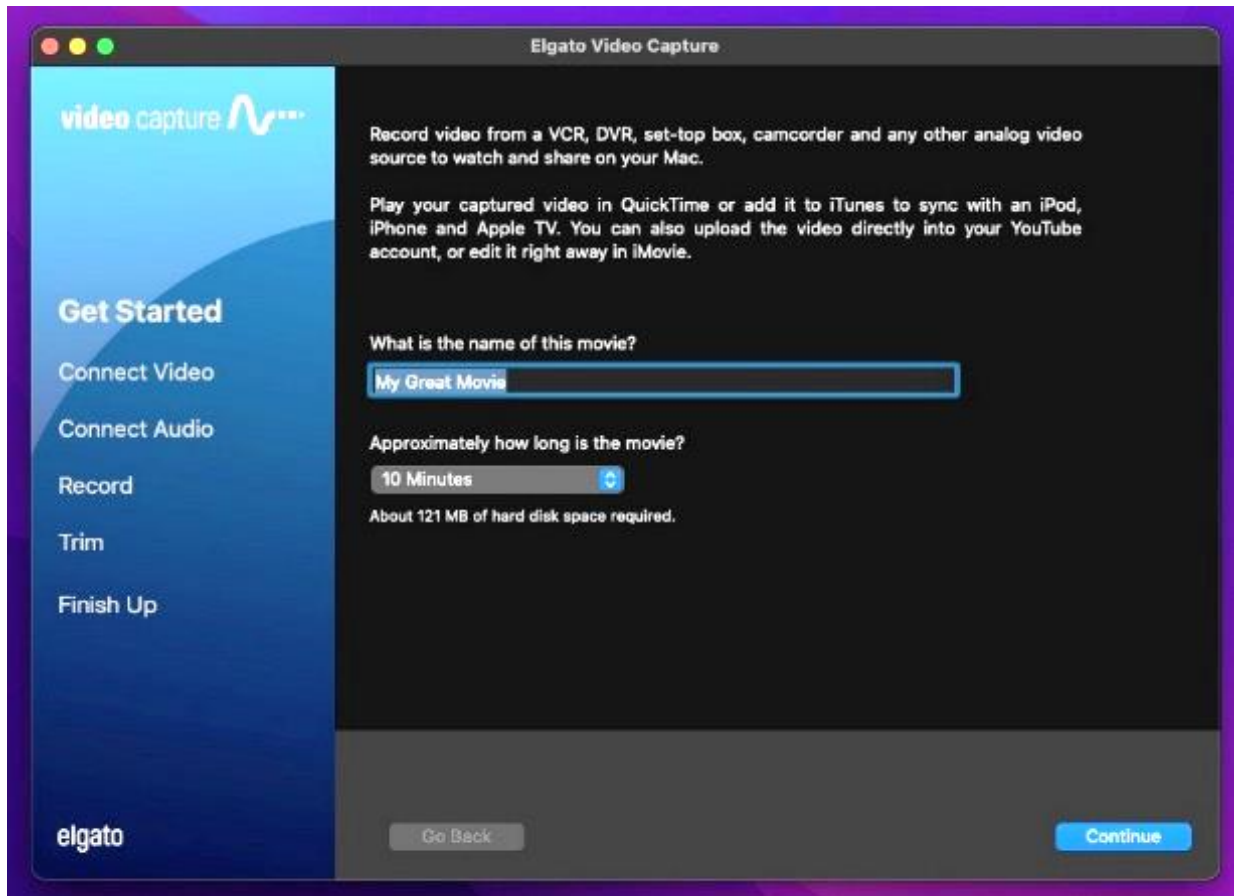 Elgato Video Capture
video capture
Record video from a VCR, DVR, set-top box, camcorder and any other analog video
source to watch and share on your Mac.
Play your captured video in QuickTime or add it to iTunes to sync with an iPod,
iPhone and Apple TV. You can also upload the video directly into your YouTube
account, or edit it right away in iMovie.
Get Started
Connect Video
Connect Audio
Record
Trim
Finish Up
What is the name of this movie?
My Great Movie
Approximately how long is the movie?
10 Minutes
About 121 MB of hard disk space required.
elgato
Go Back
Continue